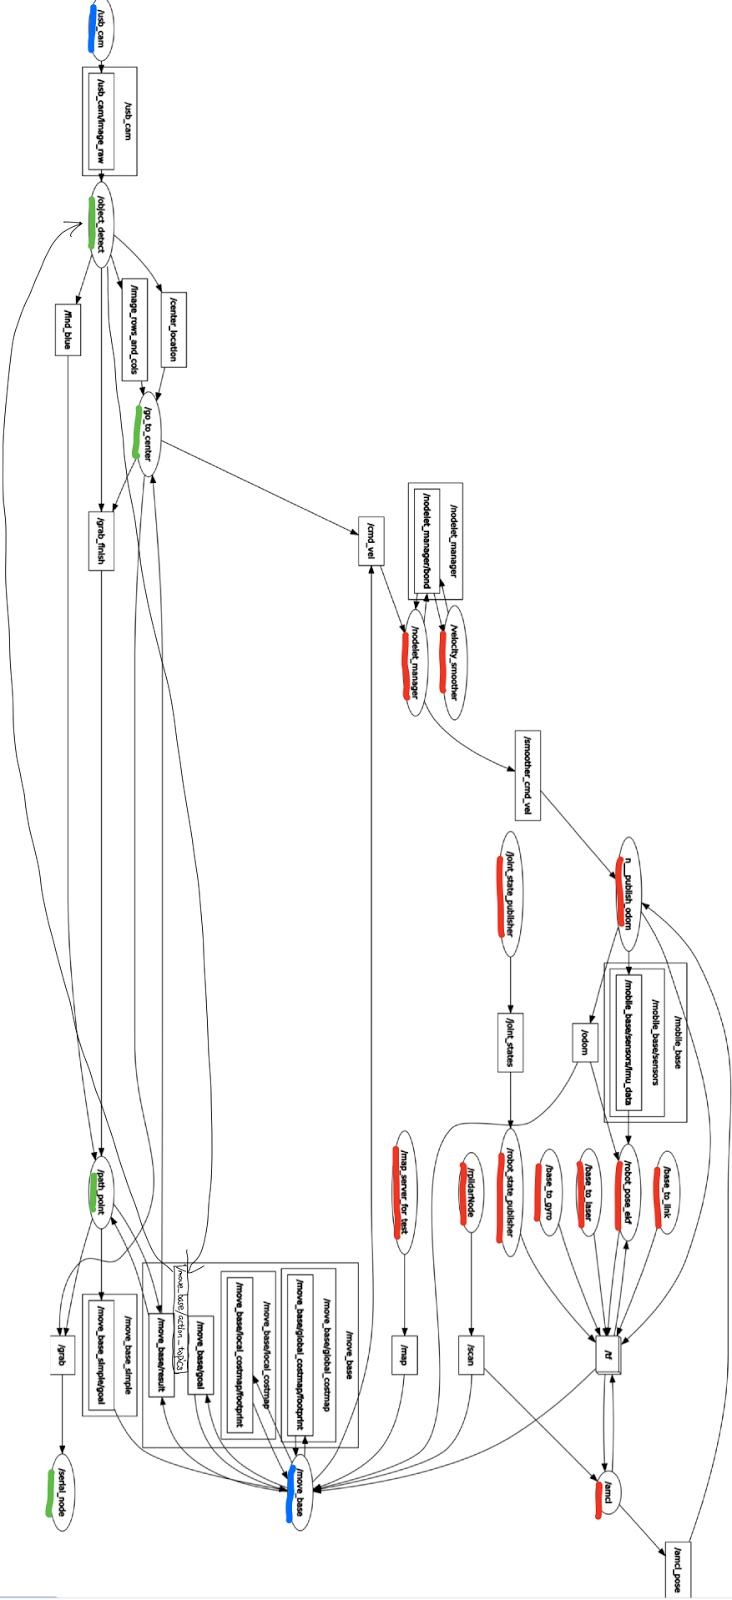 /usb_cam
/usb_cam
/usb_cam/image_raw
/object_detect
/find_blue
/image_rows_and_cols
/center_location
/go_to_center
/grab_finish
/cmd_vel
/nodelet_manager
/nodelet_manager/bond
/velocity_smoother
/nodelet_manager
/smoother_cmd_vel
/joint_state_publisher
n__publish_odom
/mobile_base
/mobile_base/sensors
/mobile_base/sensors/imu_data
/odom
/joint_states
/map_server_for_test
/rplidarNode
/robot_state_publisher
/base_to_gyro
/base_to_laser
/robot_pose_ekf
/base_to_link
/path_point
/move_base_simple
/move_base_simple/goal
/grab
/serial_node
/move_base
/move_base/global_costmap
/move_base/global_costmap/footprint
/move_base/local_costmap
/move_base/local_costmap/footprint
/move_base/goal
/move_base/action_topics
/move_base/result
/move_base
/map
/scan
/tf
/amcl
/amcl_pose